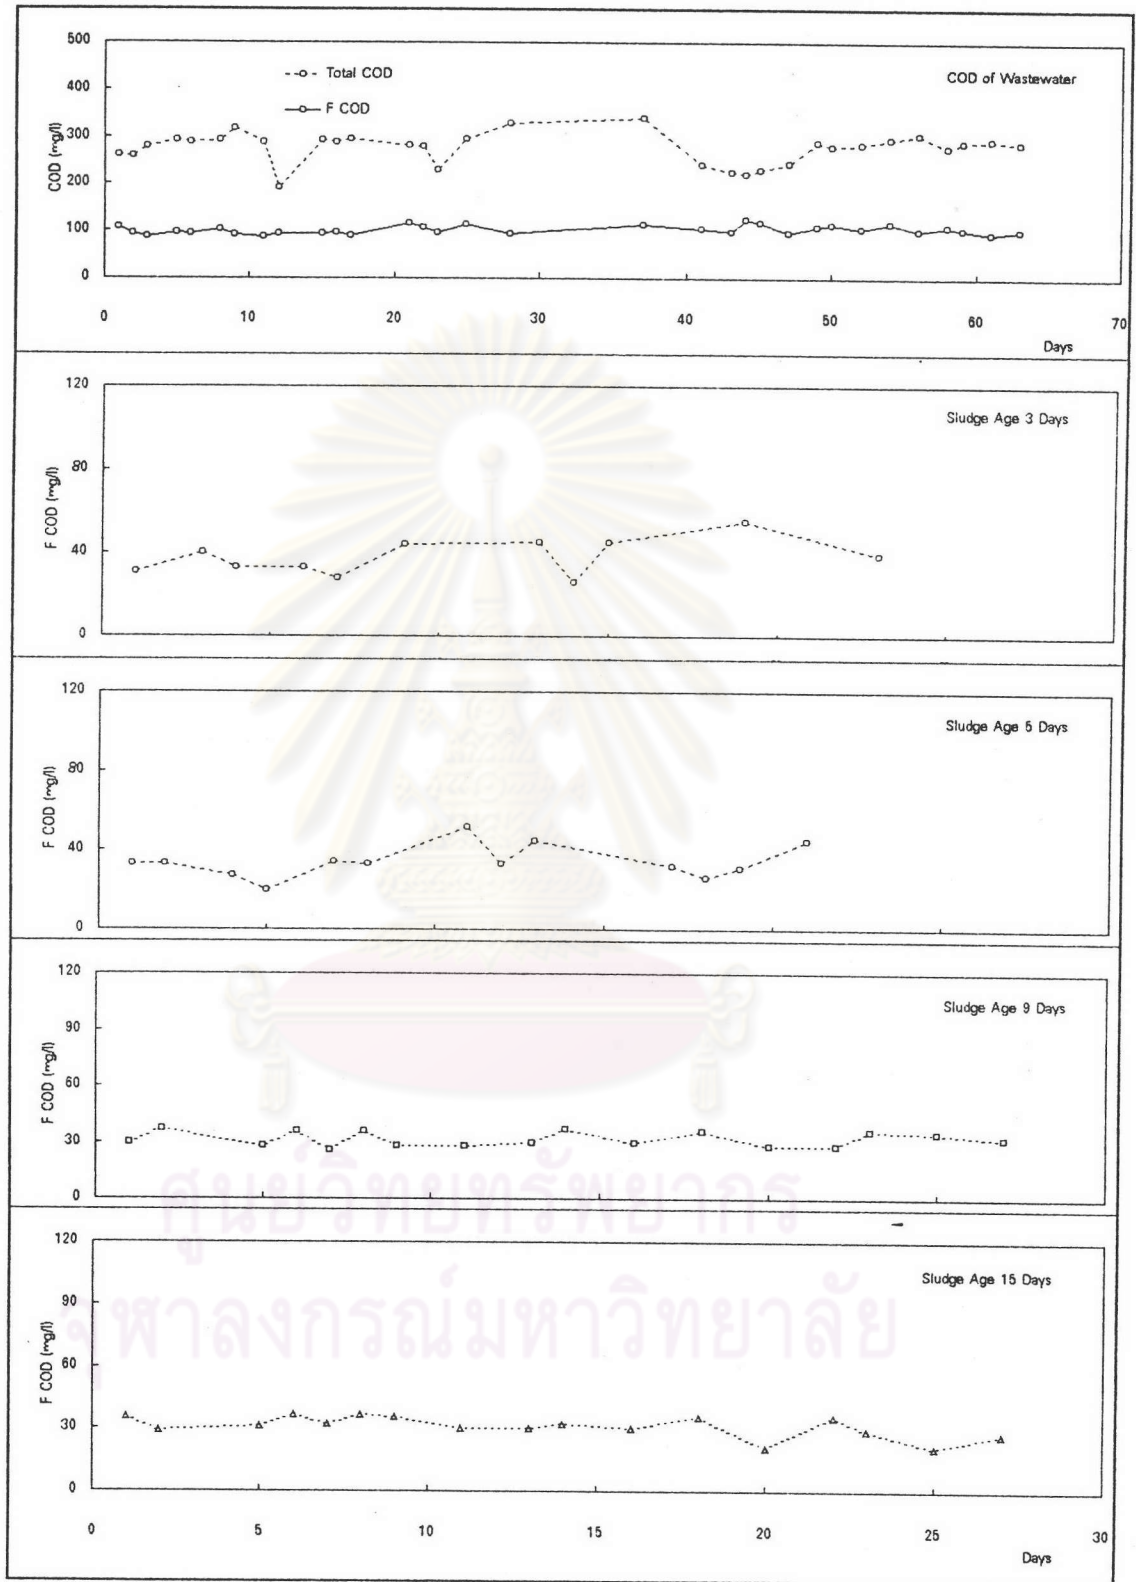 500
400
300
200
100
0
COD (mg/l)
Total COD
F COD
COD of Wastewater
0 10 20 30 40 50 60 70
Days
120
80
40
0
F COD (mg/l)
Sludge Age 3 Days
120
80
40
0
F COD (mg/l)
Sludge Age 5 Days
120
90
60
30
0
F COD (mg/l)
Sludge Age 9 Days
ศูนย์วิทยทรัพยากร
120
90
60
30
0
F COD (mg/l)
Sludge Age 15 Days
จุฬาลงกรณ์มหาวิทยาลัย
0 5 10 15 20 25 30
Days